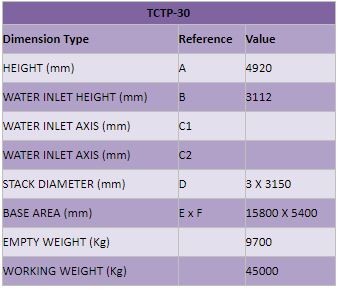 TCTP-30
Dimension Type Reference Value
HEIGHT (mm) A 4920
WATER INLET HEIGHT (mm) B 3112
WATER INLET AXIS (mm) C1
WATER INLET AXIS (mm) C2
STACK DIAMETER (mm) D 3 X 3150
BASE AREA (mm) E x F 15800 X 5400
EMPTY WEIGHT (Kg) 9700
WORKING WEIGHT (Kg) 45000